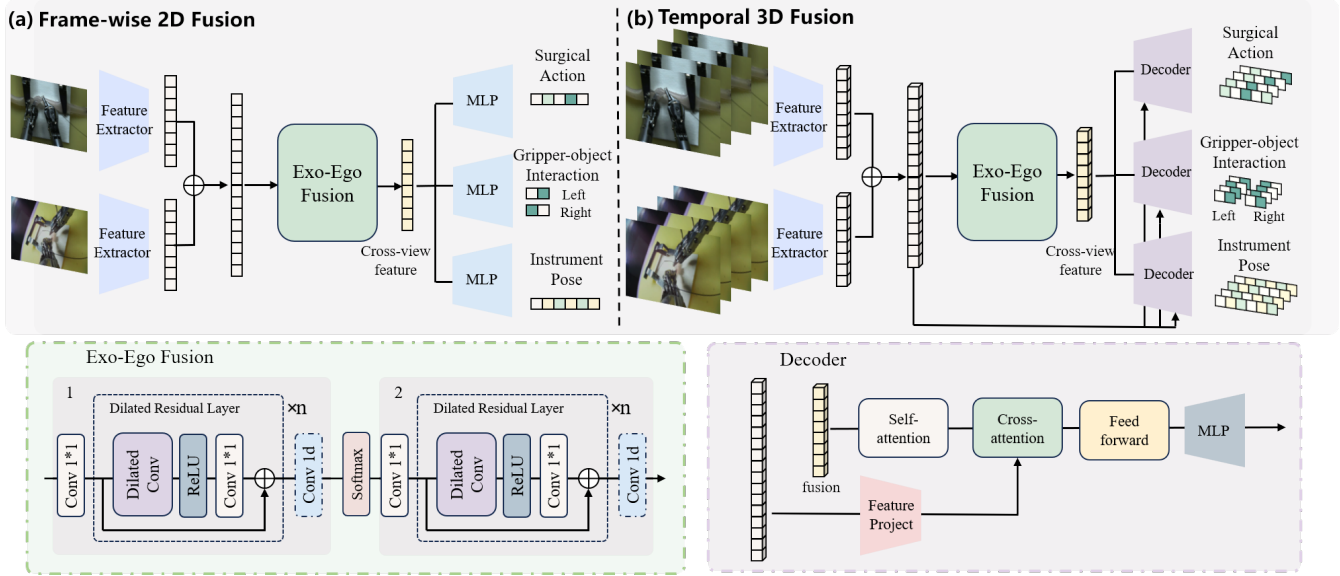 (a) Frame-wise 2D Fusion
Feature
Extractor
Feature
Extractor
Exo-Ego
Fusion
Cross-view
feature
MLP
MLP
MLP
Surgical
Action
Gripper-object
Interaction
Left
Right
Instrument
Pose
(b) Temporal 3D Fusion
Feature
Extractor
Feature
Extractor
Exo-Ego
Fusion
Cross-view
feature
Decoder
Decoder
Decoder
Surgical
Action
Gripper-object
Interaction
Left Right
Instrument
Pose
Exo-Ego Fusion
1
Dilated Residual Layer
×n
Conv 1*1
Dilated
Conv
ReLU
Conv 1*1
Conv 1d
Softmax
2
Dilated Residual Layer
×n
Conv 1*1
Dilated
Conv
ReLU
Conv 1*1
Conv 1d
Decoder
fusion
Self-
attention
Cross-
attention
Feed
forward
MLP
Feature
Project